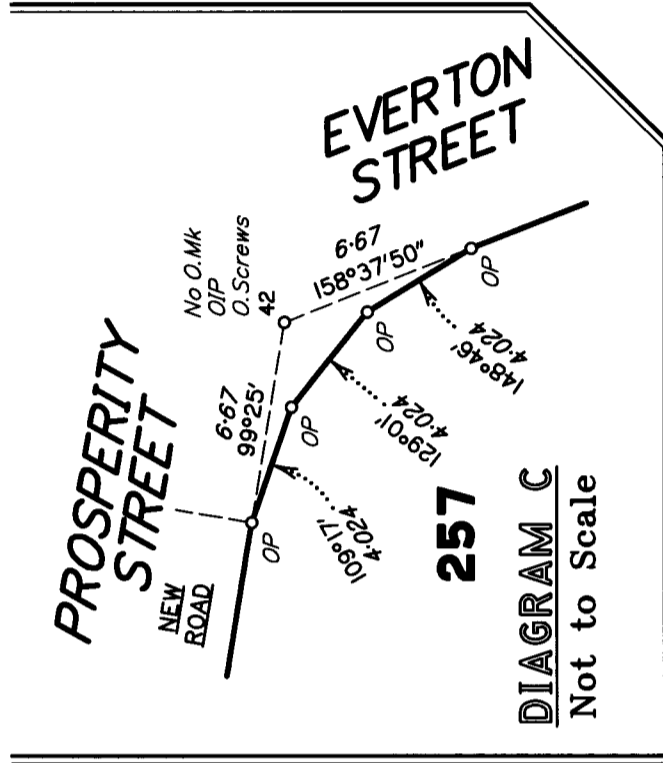 PROSPERITY
STREET
NEW
ROAD
EVERTON
STREET
No O.Mk
OIP
O.Screws
42
6·67
99°25'
6·67
158°37'50"
OP
OP
OP
OP
109°17'
4·024
129°01'
4·024
148°46'
4·024
257
DIAGRAM C
Not to Scale